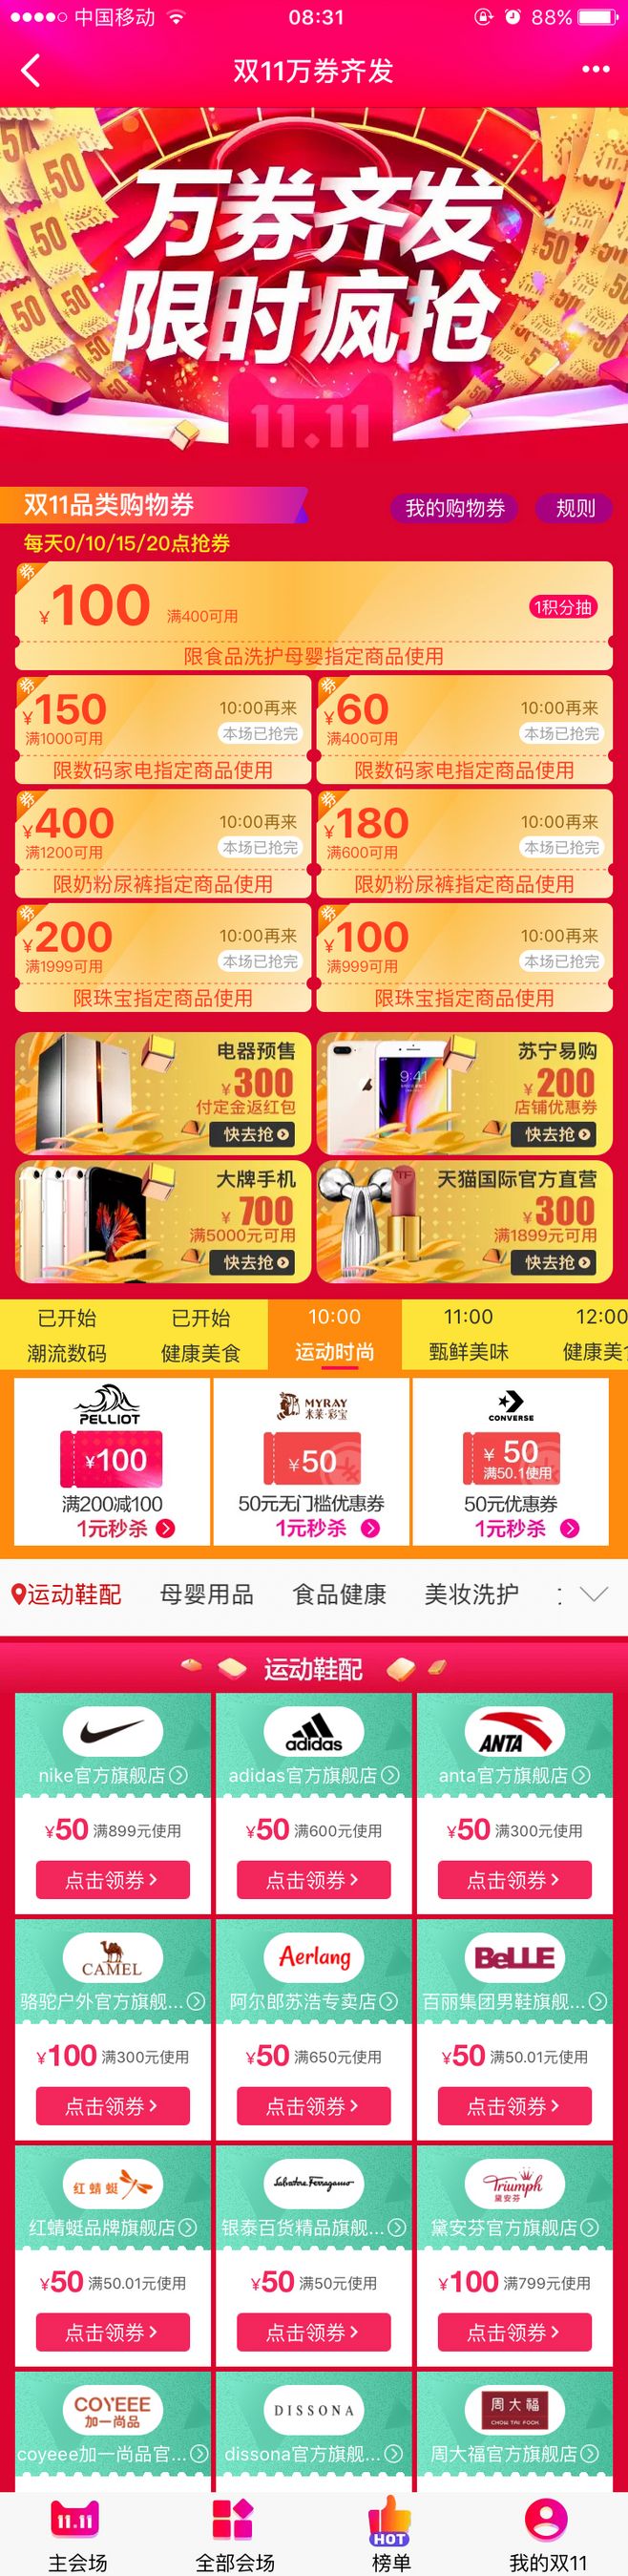 中国移动
08:31
88%
双11万券齐发
万券齐发
限时疯抢
11.11
双11品类购物券
我的购物券
规则
每天0/10/15/20点抢券
券
¥100 满400可用
1积分抽
限食品洗护母婴指定商品使用
券
¥150
满1000可用
10:00再来
本场已抢完
限数码家电指定商品使用
券
¥60
满400可用
10:00再来
本场已抢完
限数码家电指定商品使用
券
¥400
满1200可用
10:00再来
本场已抢完
限奶粉尿裤指定商品使用
券
¥180
满600可用
10:00再来
本场已抢完
限奶粉尿裤指定商品使用
券
¥200
满1999可用
10:00再来
本场已抢完
限珠宝指定商品使用
券
¥100
满999可用
10:00再来
本场已抢完
限珠宝指定商品使用
电器预售
¥300
付定金返红包
快去抢
9:41
苏宁易购
¥200
店铺优惠券
快去抢
大牌手机
¥700
满5000元可用
快去抢
TF
天猫国际官方直营
¥300
满1899元可用
快去抢
已开始
潮流数码
已开始
健康美食
10:00
运动时尚
11:00
甄鲜美味
12:00
健康美
PELLIOT
¥100
满200减100
1元秒杀
MYRAY
米莱·彩宝
¥50
50元无门槛优惠券
1元秒杀
CONVERSE
¥ 50
满50.1使用
50元优惠券
1元秒杀
运动鞋配
母婴用品
食品健康
美妆洗护
运动鞋配
nike官方旗舰店
¥50 满899元使用
点击领券
adidas
adidas官方旗舰店
¥50 满600元使用
点击领券
ANTA
anta官方旗舰店
¥50 满300元使用
点击领券
CAMEL
骆驼户外官方旗舰...
¥100 满300元使用
点击领券
Aerlang
阿尔郎苏浩专卖店
¥50 满650元使用
点击领券
BeLLE
百丽集团男鞋旗舰...
¥50 满50.01元使用
点击领券
红蜻蜓
红蜻蜓品牌旗舰店
¥50 满50.01元使用
点击领券
Salvatore Ferragamo
银泰百货精品旗舰...
¥50 满50元使用
点击领券
Triumph
黛安芬
黛安芬官方旗舰店
¥100 满799元使用
点击领券
COYEEE
加一尚品
coyeee加一尚品官...
DISSONA
dissona官方旗舰...
周大福
CHOW TAI FOOK
周大福官方旗舰店
11.11
主会场
全部会场
HOT
榜单
我的双11